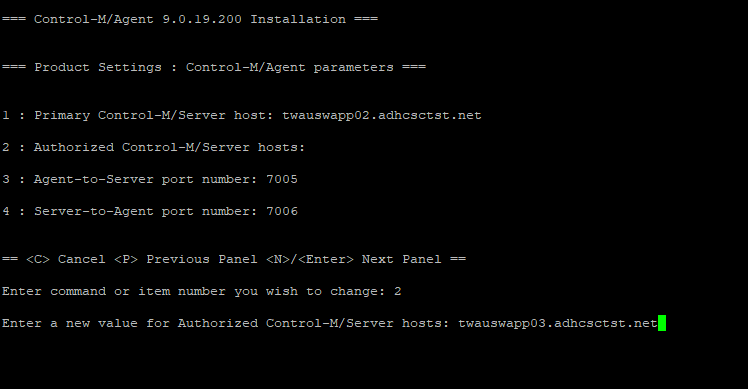 === Control-M/Agent 9.0.19.200 Installation ===
=== Product Settings : Control-M/Agent parameters ===
1 : Primary Control-M/Server host: twauswapp02.adhcsctst.net
2 : Authorized Control-M/Server hosts:
3 : Agent-to-Server port number: 7005
4 : Server-to-Agent port number: 7006
== <C> Cancel <P> Previous Panel <N>/<Enter> Next Panel ==
Enter command or item number you wish to change: 2
Enter a new value for Authorized Control-M/Server hosts: twauswapp03.adhcsctst.net